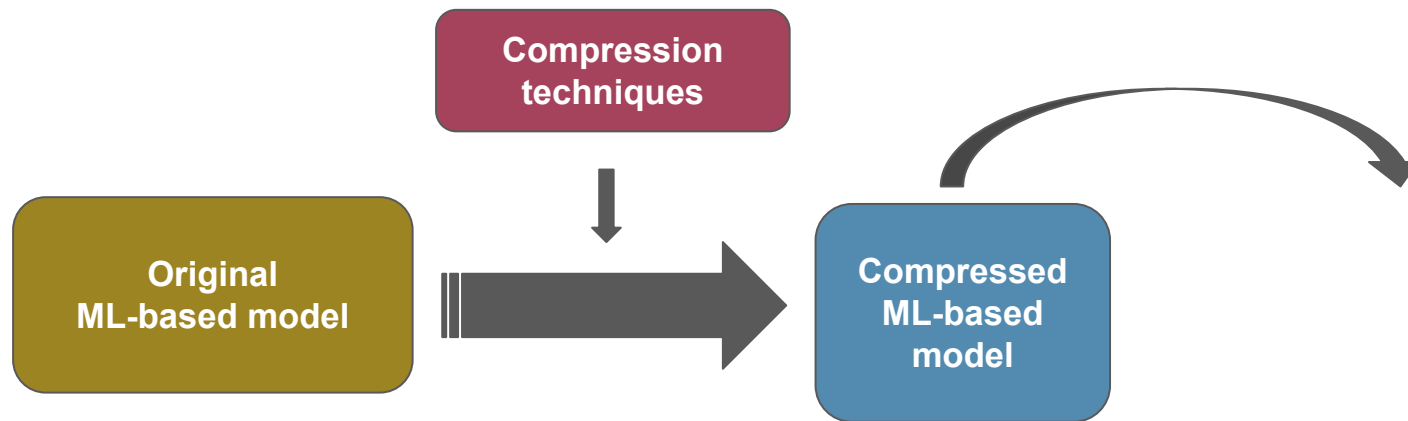 Compression
techniques
Original
ML-based model
Compressed
ML-based
model